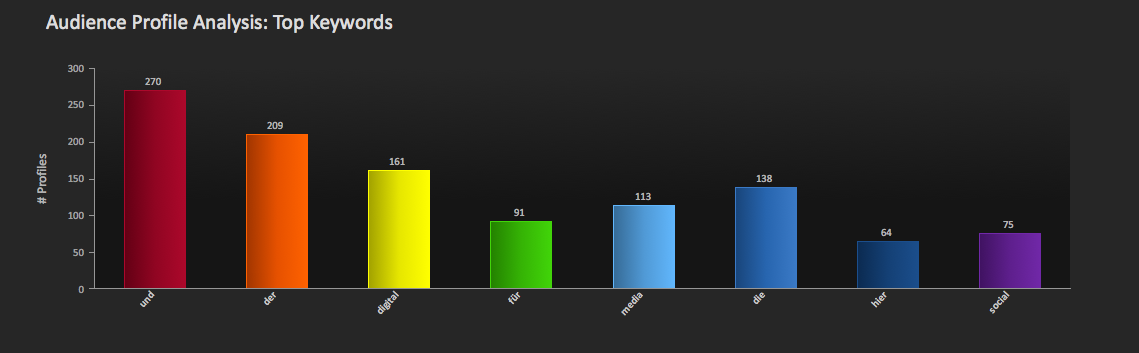 Audience Profile Analysis: Top Keywords
# Profiles
300
250
200
150
100
50
0
270
209
161
91
113
138
64
75
und
der
digital
für
media
die
hier
social